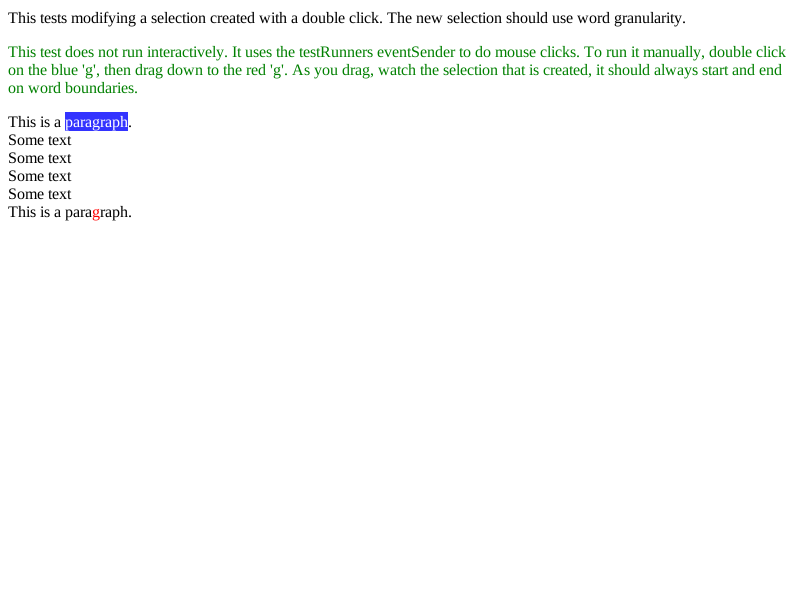 This tests modifying a selection created with a double click. The new selection should use word granularity.
This test does not run interactively. It uses the testRunners eventSender to do mouse clicks. To run it manually, double click
on the blue 'g', then drag down to the red 'g'. As you drag, watch the selection that is created, it should always start and end
on word boundaries.
This is a paragraph.
Some text
Some text
Some text
Some text
This is a paragraph.